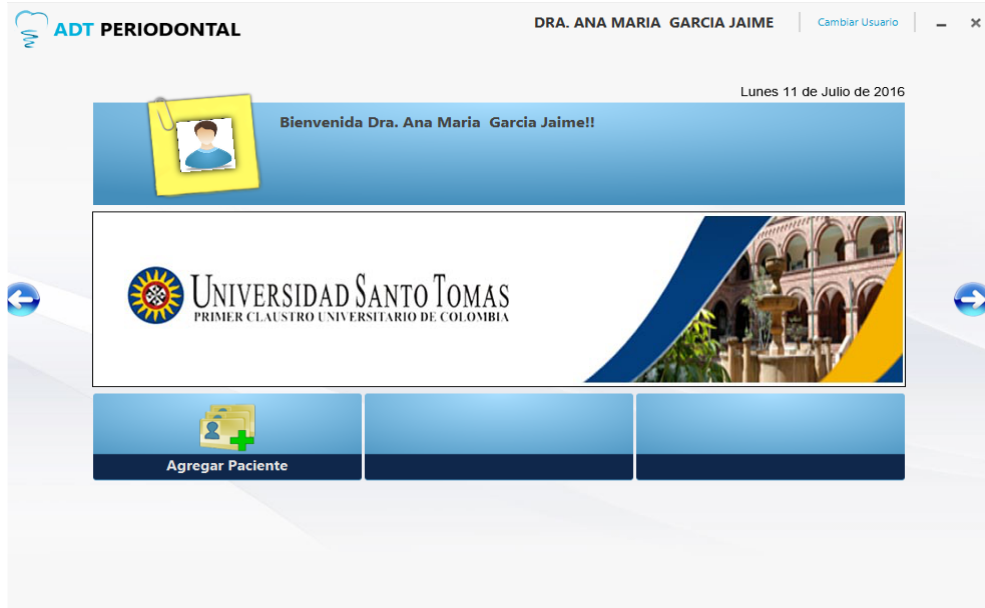 ADT PERIODONTAL
DRA. ANA MARIA GARCIA JAIME
Cambiar Usuario
Lunes 11 de Julio de 2016
Bienvenida Dra. Ana Maria Garcia Jaime!!
UNIVERSIDAD SANTO TOMAS
PRIMER CLAUSTRO UNIVERSITARIO DE COLOMBIA
Agregar Paciente